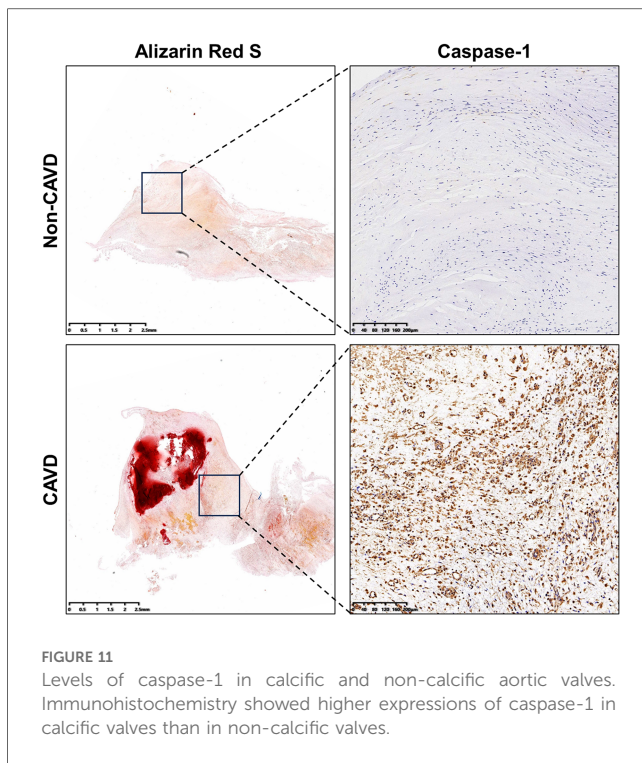 Alizarin Red S
Caspase-1
Non-CAVD
0 0.5 1 1.5 2 2.5mm
0 40 80 120 160 200μm
CAVD
0 0.5 1 1.5 2 2.5mm
0 40 80 120 160 200μm
FIGURE 11
Levels of caspase-1 in calcific and non-calcific aortic valves.
Immunohistochemistry showed higher expressions of caspase-1 in
calcific valves than in non-calcific valves.